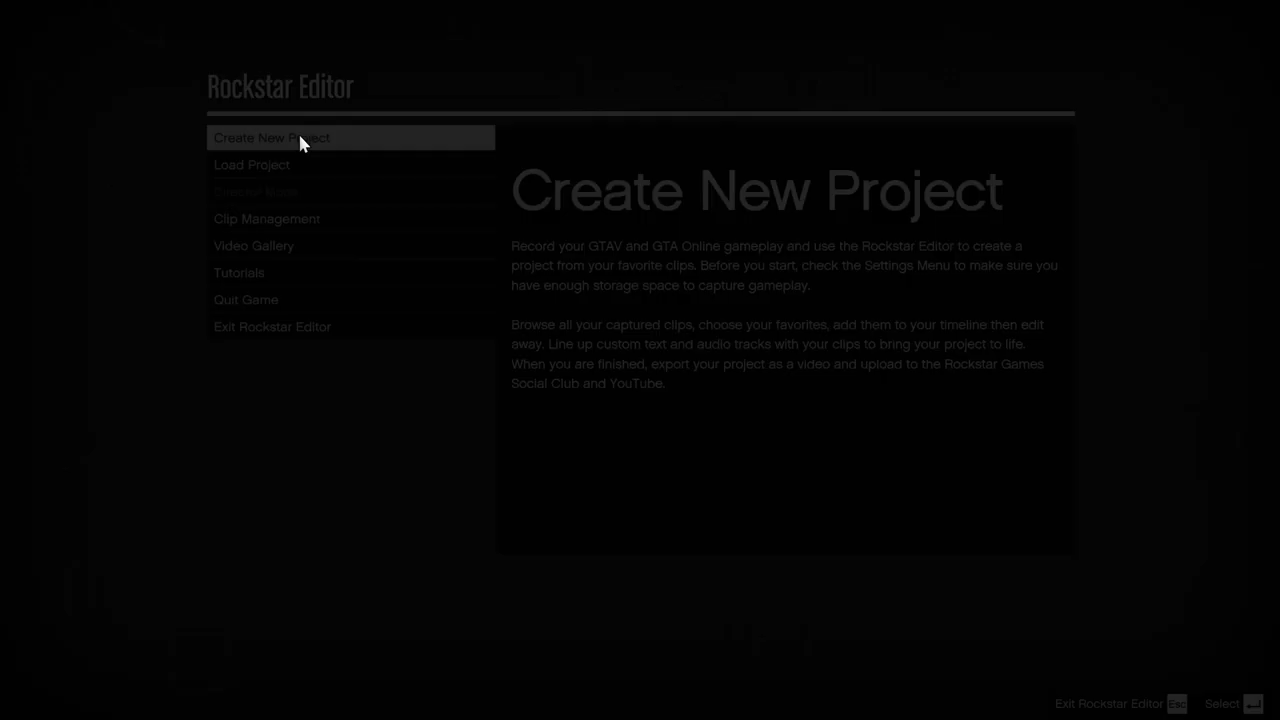 Rockstar Editor
Create New Project
Load Project
Director Mode
Clip Management
Video Gallery
Tutorials
Quit Game
Exit Rockstar Editor
Create New Project
Record your GTAV and GTA Online gameplay and use the Rockstar Editor to create a
project from your favorite clips. Before you start, check the Settings Menu to make sure you
have enough storage space to capture gameplay.
Browse all your captured clips, choose your favorites, add them to your timeline then edit
away. Line up custom text and audio tracks with your clips to bring your project to life.
When you are finished, export your project as a video and upload to the Rockstar Games
Social Club and YouTube.
Exit Rockstar Editor Esc Select